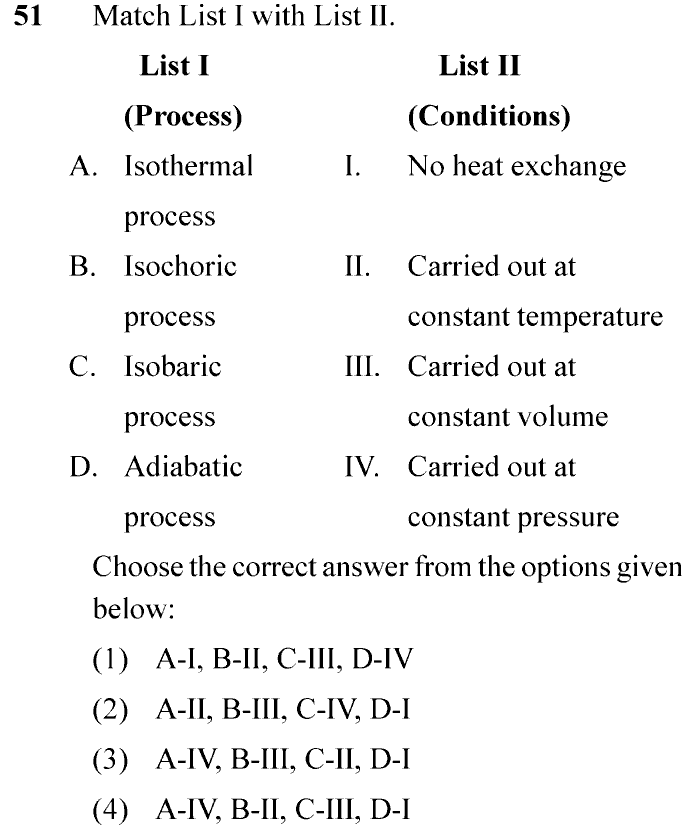 51 Match List I with List II.
List I List II
(Process) (Conditions)
A. Isothermal I. No heat exchange
process
B. Isochoric II. Carried out at
process constant temperature
C. Isobaric III. Carried out at
process constant volume
D. Adiabatic IV. Carried out at
process constant pressure
Choose the correct answer from the options given
below:
(1) A-I, B-II, C-III, D-IV
(2) A-II, B-III, C-IV, D-I
(3) A-IV, B-III, C-II, D-I
(4) A-IV, B-II, C-III, D-I